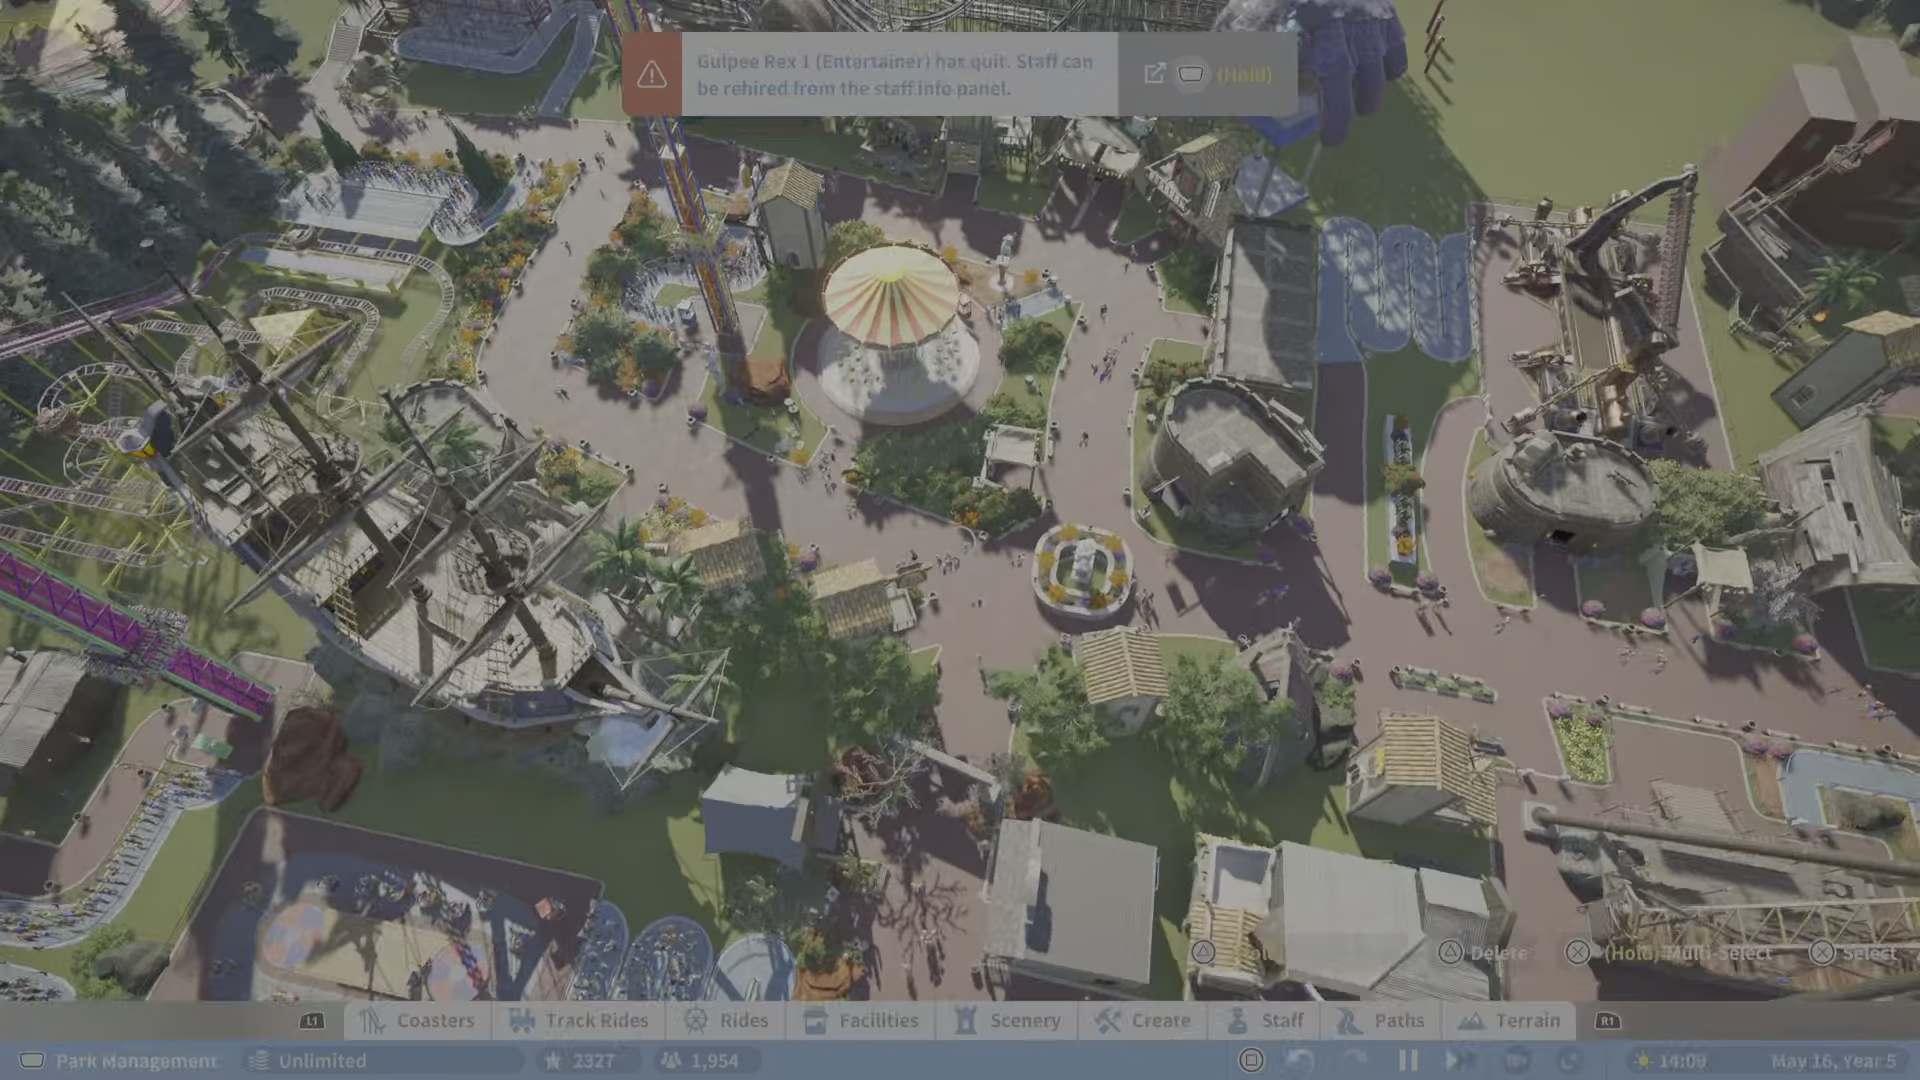 Gulpee Rex 1 (Entertainer) has quit. Staff can
be rehired from the staff info panel.
(Hold)
Delete (Hold) Multi-Select Select
L1 Coasters Track Rides Rides Facilities Scenery Create Staff Paths Terrain R1
Park Management Unlimited 2327 1,954 14:09 May 16, Year 5